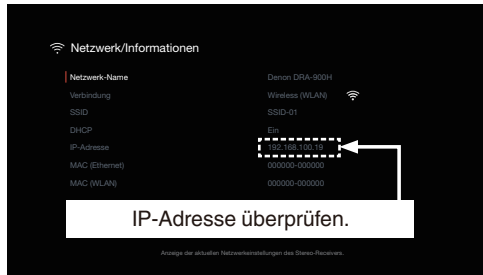 Netzwerk/Informationen
Netzwerk-Name Denon DRA-900H
Verbindung Wireless (WLAN)
SSID SSID-01
DHCP Ein
IP-Adresse 192.168.100.19
MAC (Ethernet) 000000-000000
MAC (WLAN) 000000-000000
IP-Adresse überprüfen.
Anzeige der aktuellen Netzwerkeinstellungen des Stereo-Receivers.